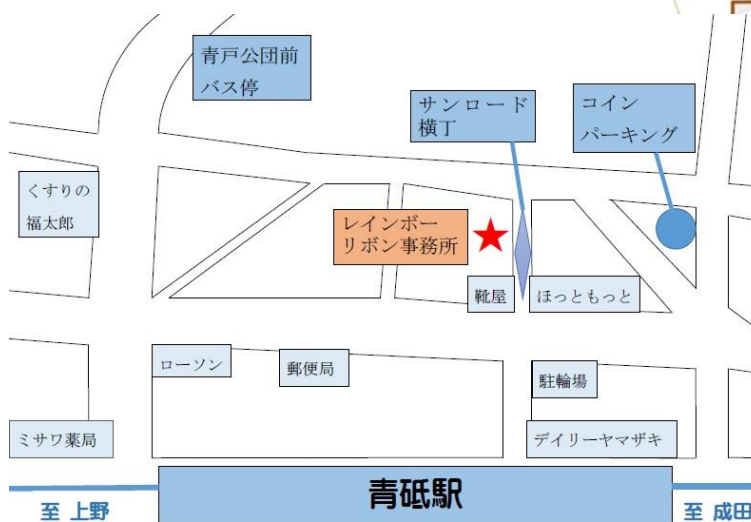 青戸公団前
バス停
サンロード
横丁
コイン
パーキング
くすりの
福太郎
レインボー
リボン事務所
靴屋
ほっともっと
ローソン
郵便局
駐輪場
ミサワ薬局
デイリーヤマザキ
青砥駅
至 上野
至 成田